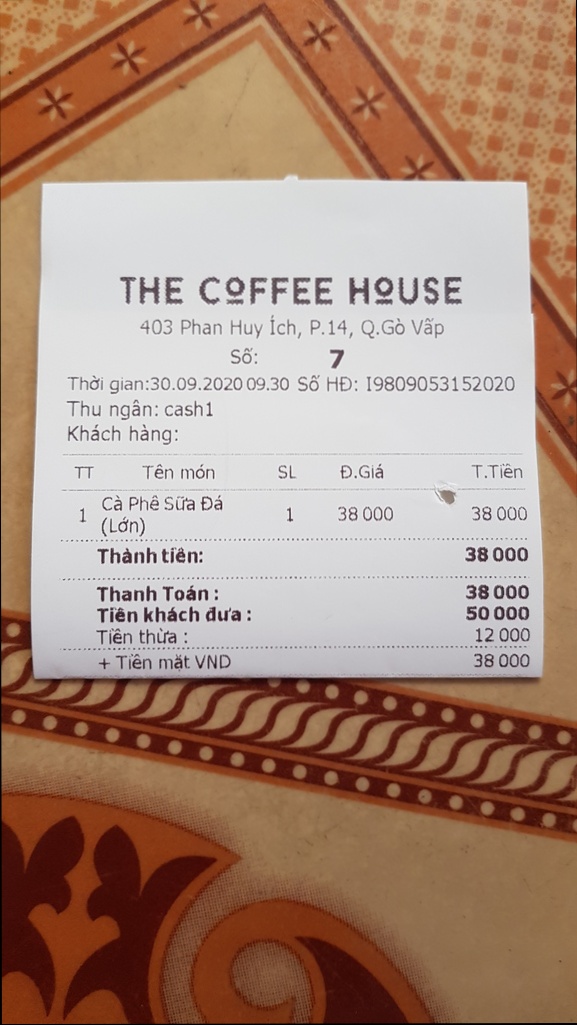 THE COFFEE HOUSE
403 Phan Huy Ích, P.14, Q.Gò Vấp
Số: 7
Thời gian:30.09.2020 09.30 Số HĐ: I9809053152020
Thu ngân: cash1
Khách hàng:
TT Tên món SL Đ.Giá T.Tiền
1 Cà Phê Sữa Đá (Lớn) 1 38 000 38 000
Thành tiền: 38 000
Thanh Toán : 38 000
Tiền khách đưa : 50 000
Tiền thừa : 12 000
+ Tiền mặt VND 38 000